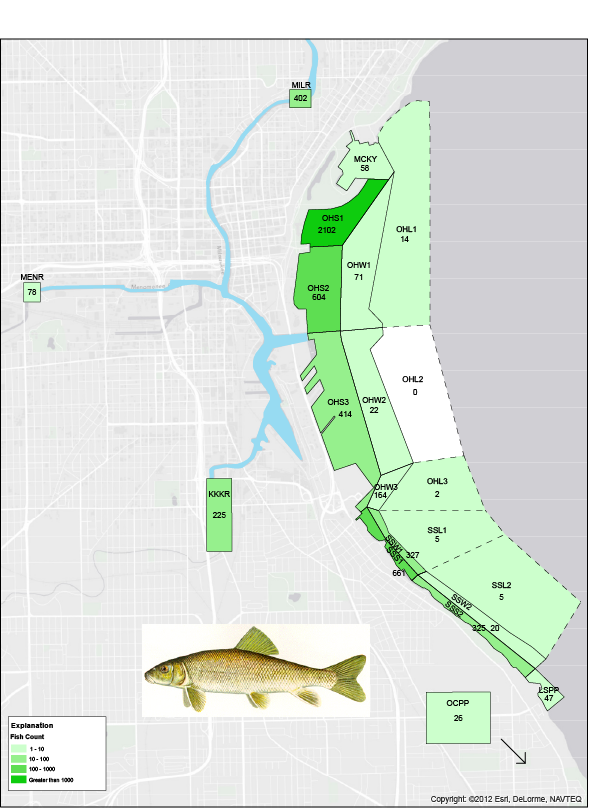 MILR
402
MCKY
58
OHS1
2102
OHL1
14
OHW1
71
MENR
78
OHS2
604
OHL2
0
OHS3
414
OHW2
22
KKKR
225
OHW3
164
OHL3
2
SSL1
5
SSW1
327
SSS1
661
SSL2
5
SSW2
SSS2
325 20
LSPP
47
OCPP
26
Explanation
Fish Count
1 - 10
10 - 100
100 - 1000
Greater than 1000
Copyright: ©2012 Esri, DeLorme, NAVTEQ